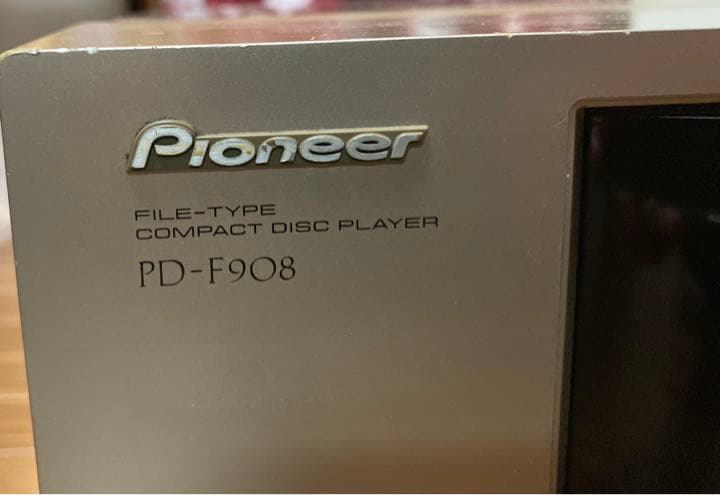 Pioneer
FILE-TYPE
COMPACT DISC PLAYER
PD-F908